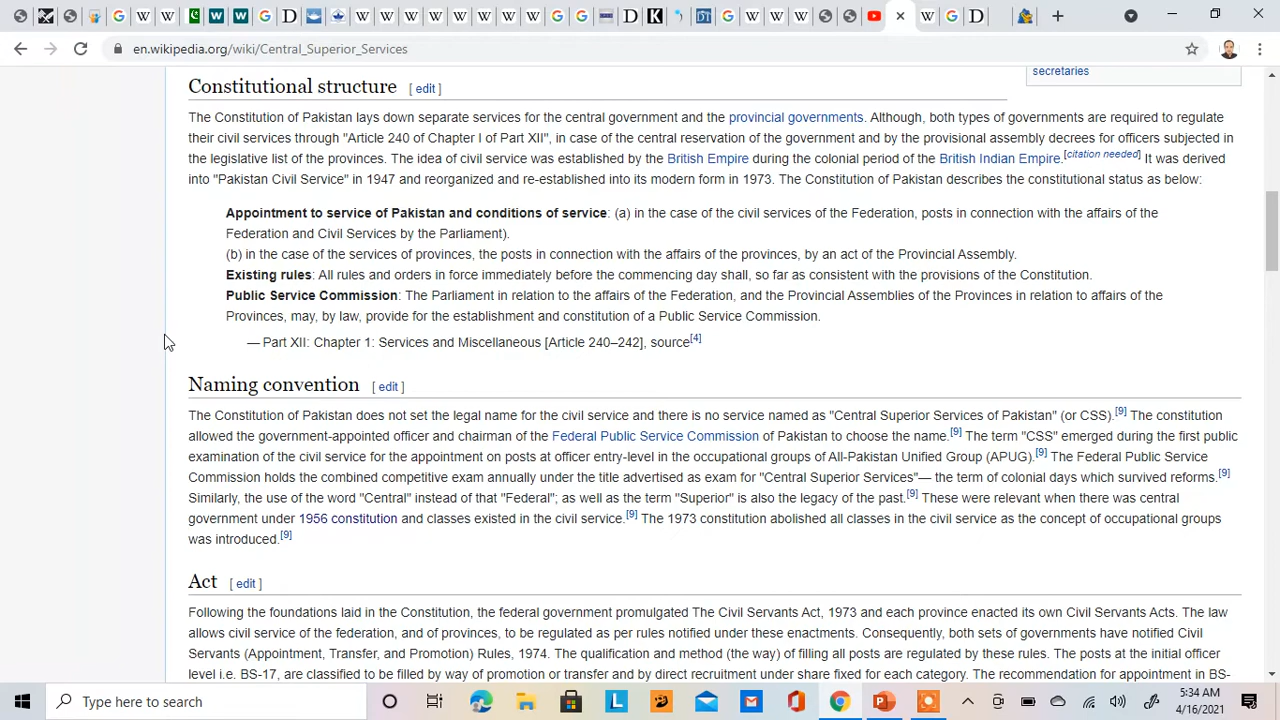 en.wikipedia.org/wiki/Central_Superior_Services
secretaries
Constitutional structure [ edit ]
The Constitution of Pakistan lays down separate services for the central government and the provincial governments. Although, both types of governments are required to regulate
their civil services through "Article 240 of Chapter I of Part XII", in case of the central reservation of the government and by the provisional assembly decrees for officers subjected in
the legislative list of the provinces. The idea of civil service was established by the British Empire during the colonial period of the British Indian Empire.[citation needed] It was derived
into "Pakistan Civil Service" in 1947 and reorganized and re-established into its modern form in 1973. The Constitution of Pakistan describes the constitutional status as below:
Appointment to service of Pakistan and conditions of service: (a) in the case of the civil services of the Federation, posts in connection with the affairs of the
Federation and Civil Services by the Parliament).
(b) in the case of the services of provinces, the posts in connection with the affairs of the provinces, by an act of the Provincial Assembly.
Existing rules: All rules and orders in force immediately before the commencing day shall, so far as consistent with the provisions of the Constitution.
Public Service Commission: The Parliament in relation to the affairs of the Federation, and the Provincial Assemblies of the Provinces in relation to affairs of the
Provinces, may, by law, provide for the establishment and constitution of a Public Service Commission.
— Part XII: Chapter 1: Services and Miscellaneous [Article 240–242], source[4]
Naming convention [ edit ]
The Constitution of Pakistan does not set the legal name for the civil service and there is no service named as "Central Superior Services of Pakistan" (or CSS).[9] The constitution
allowed the government-appointed officer and chairman of the Federal Public Service Commission of Pakistan to choose the name.[9] The term "CSS" emerged during the first public
examination of the civil service for the appointment on posts at officer entry-level in the occupational groups of All-Pakistan Unified Group (APUG).[9] The Federal Public Service
Commission holds the combined competitive exam annually under the title advertised as exam for "Central Superior Services"— the term of colonial days which survived reforms.[9]
Similarly, the use of the word "Central" instead of that "Federal"; as well as the term "Superior" is also the legacy of the past.[9] These were relevant when there was central
government under 1956 constitution and classes existed in the civil service.[9] The 1973 constitution abolished all classes in the civil service as the concept of occupational groups
was introduced.[9]
Act [ edit ]
Following the foundations laid in the Constitution, the federal government promulgated The Civil Servants Act, 1973 and each province enacted its own Civil Servants Acts. The law
allows civil service of the federation, and of provinces, to be regulated as per rules notified under these enactments. Consequently, both sets of governments have notified Civil
Servants (Appointment, Transfer, and Promotion) Rules, 1974. The qualification and method (the way) of filling all posts are regulated by these rules. The posts at the initial officer
level i.e. BS-17, are classified to be filled by way of promotion or transfer and by direct recruitment under share fixed for each category. The recommendation for appointment in BS-
Type here to search
5:34 AM
4/16/2021